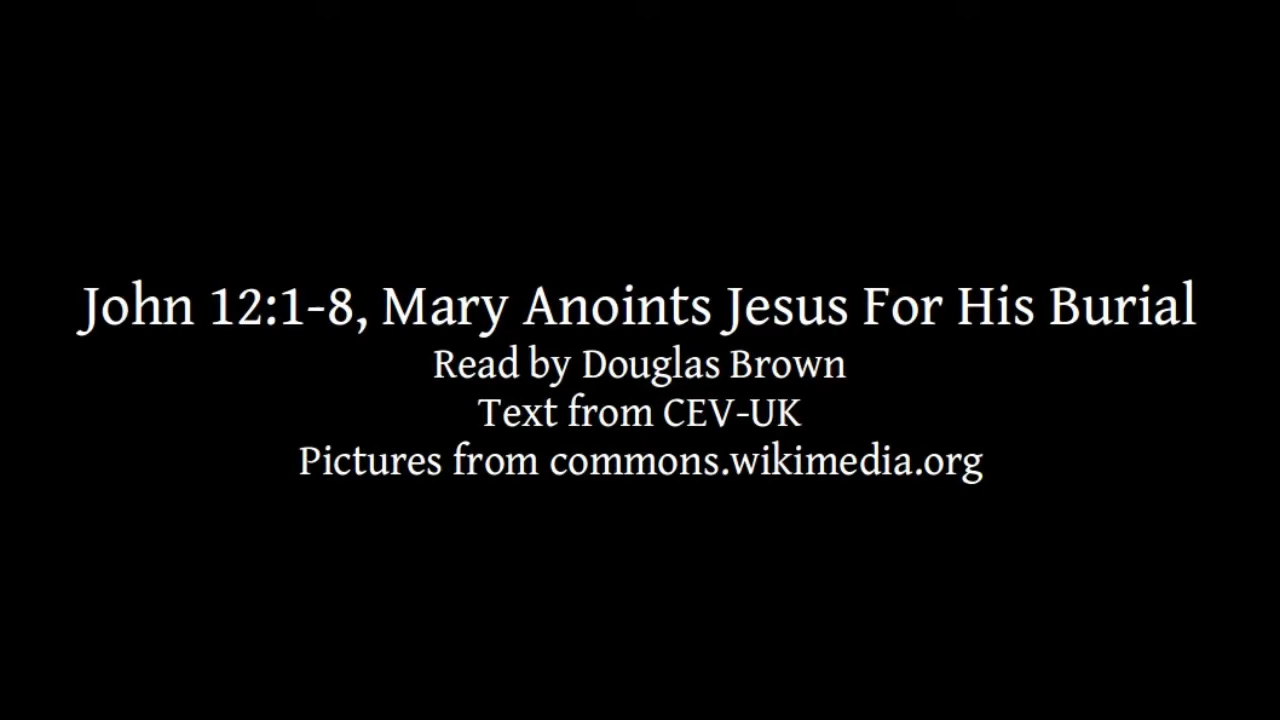 John 12:1-8, Mary Anoints Jesus For His Burial
Read by Douglas Brown
Text from CEV-UK
Pictures from commons.wikimedia.org